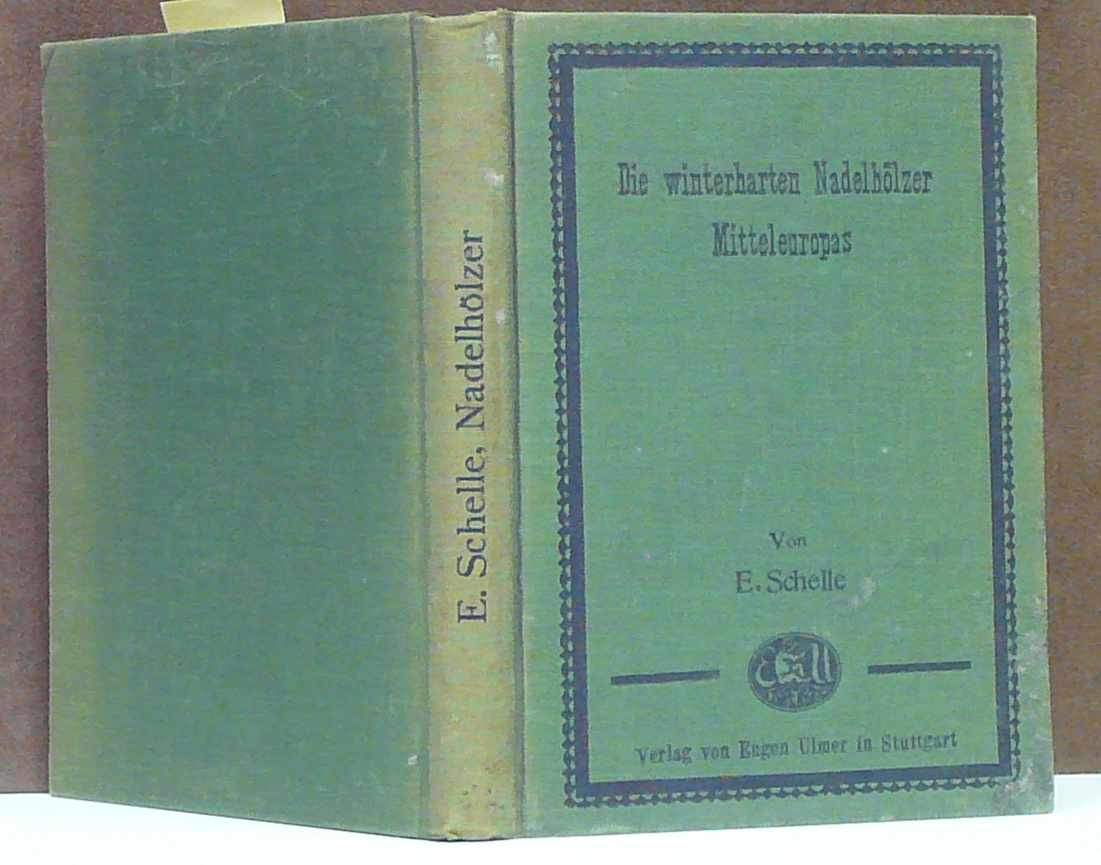 E. Schelle, Nadelhölzer
Die winterharten Nadelhölzer
Mitteleuropas
Von
E. Schelle
Verlag von Eugen Ulmer in Stuttgart